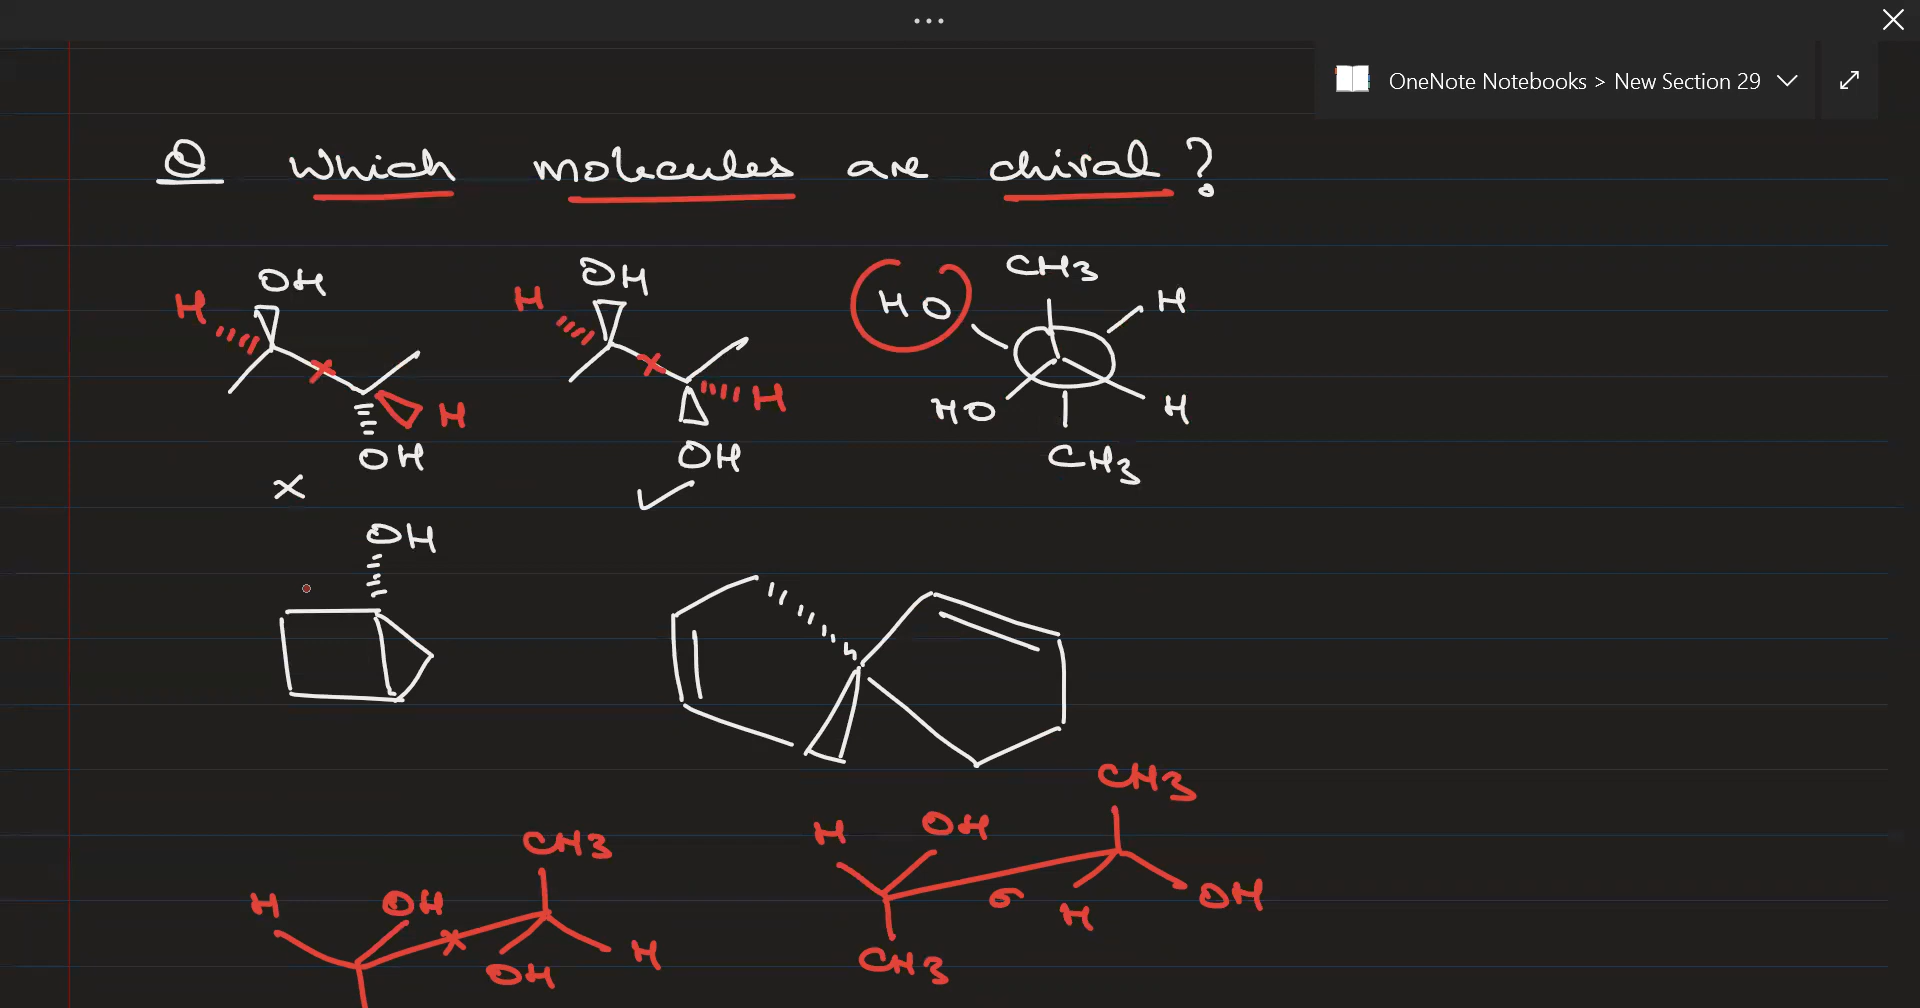 ...
OneNote Notebooks > New Section 29
Q Which molecules are chiral ?
OH OH CH3
H H HO H
H H HO H
OH OH CH3
OH
CH3
H OH
CH3
H OH
H OH
OH H
CH3